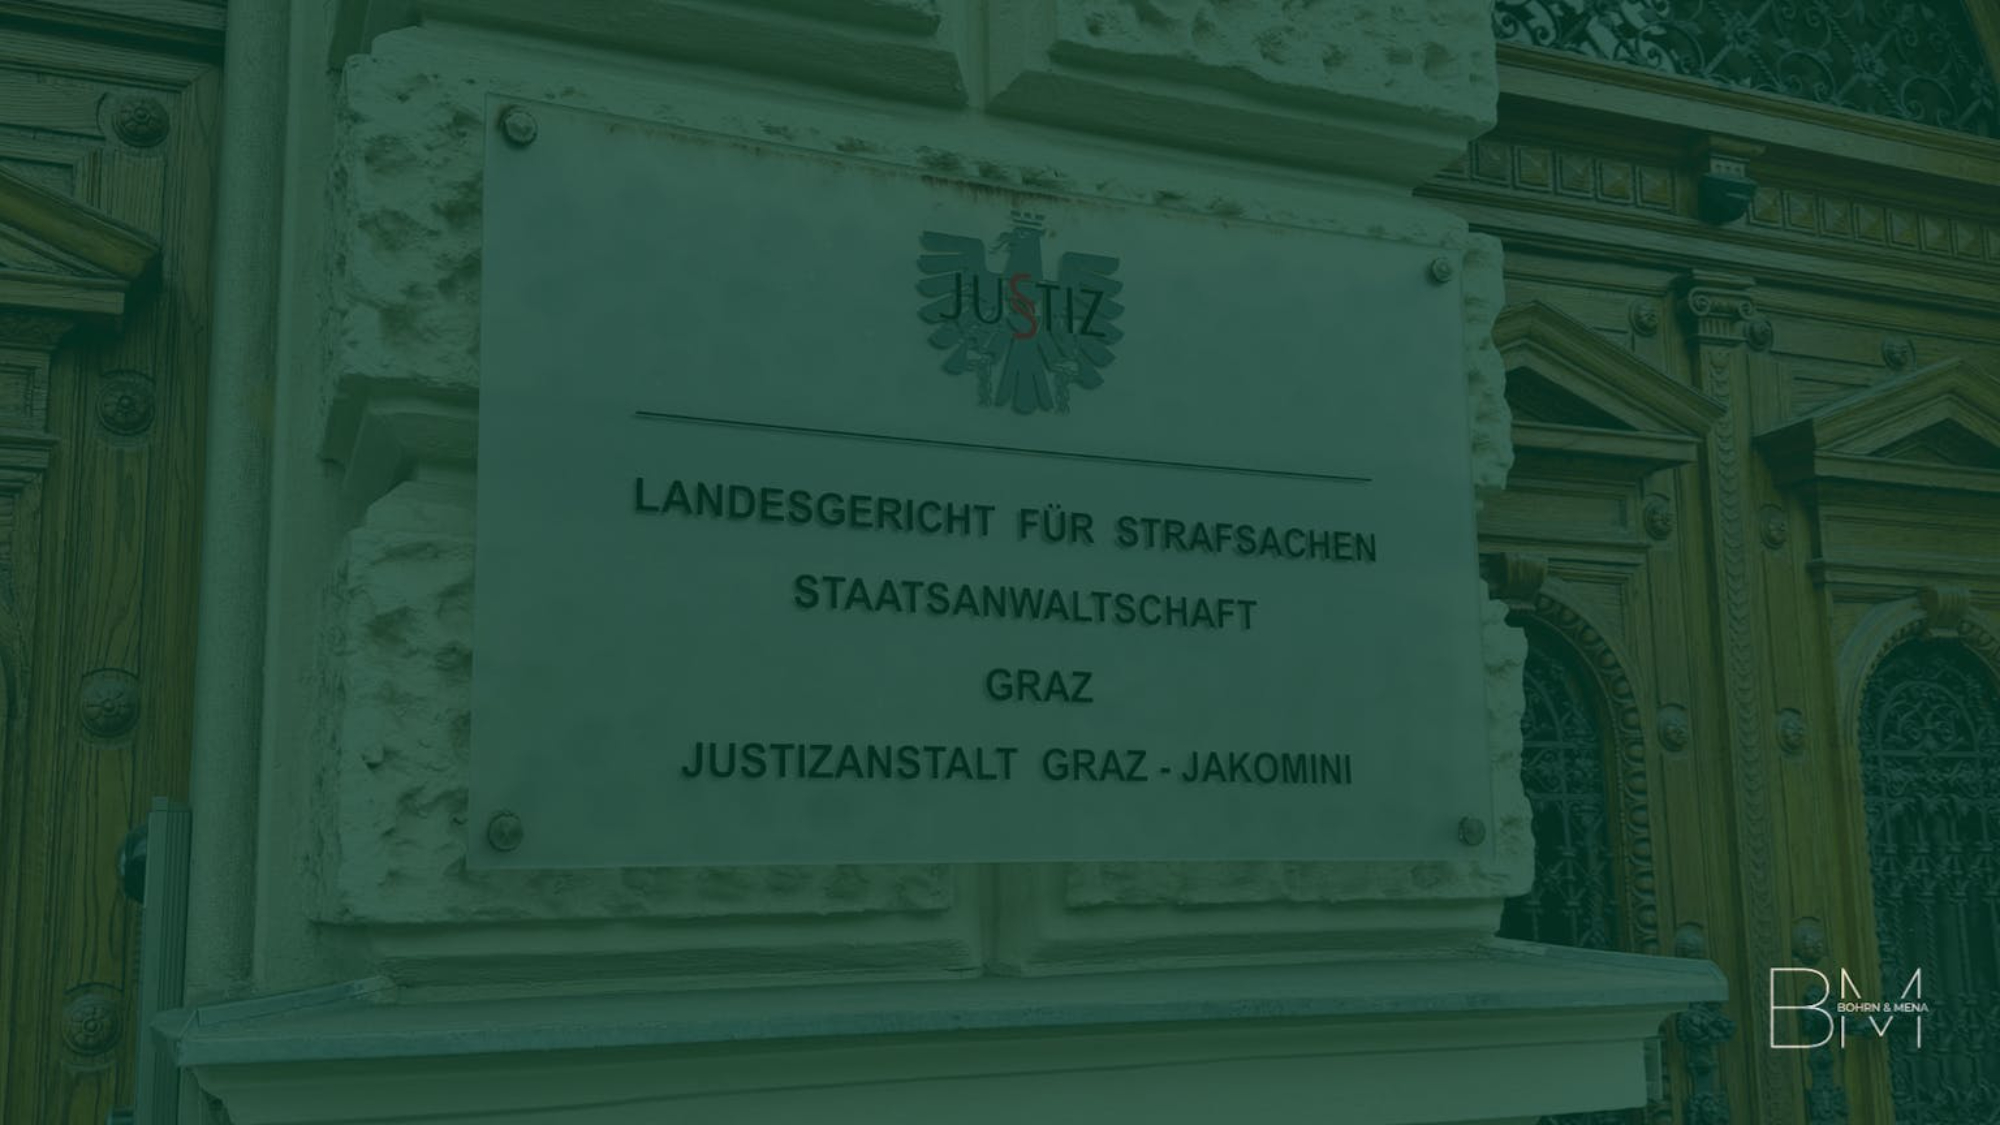 JUSTIZ
LANDESGERICHT FÜR STRAFSACHEN
STAATSANWALTSCHAFT
GRAZ
JUSTIZANSTALT GRAZ - JAKOMINI
BM
BOHRN & MENA